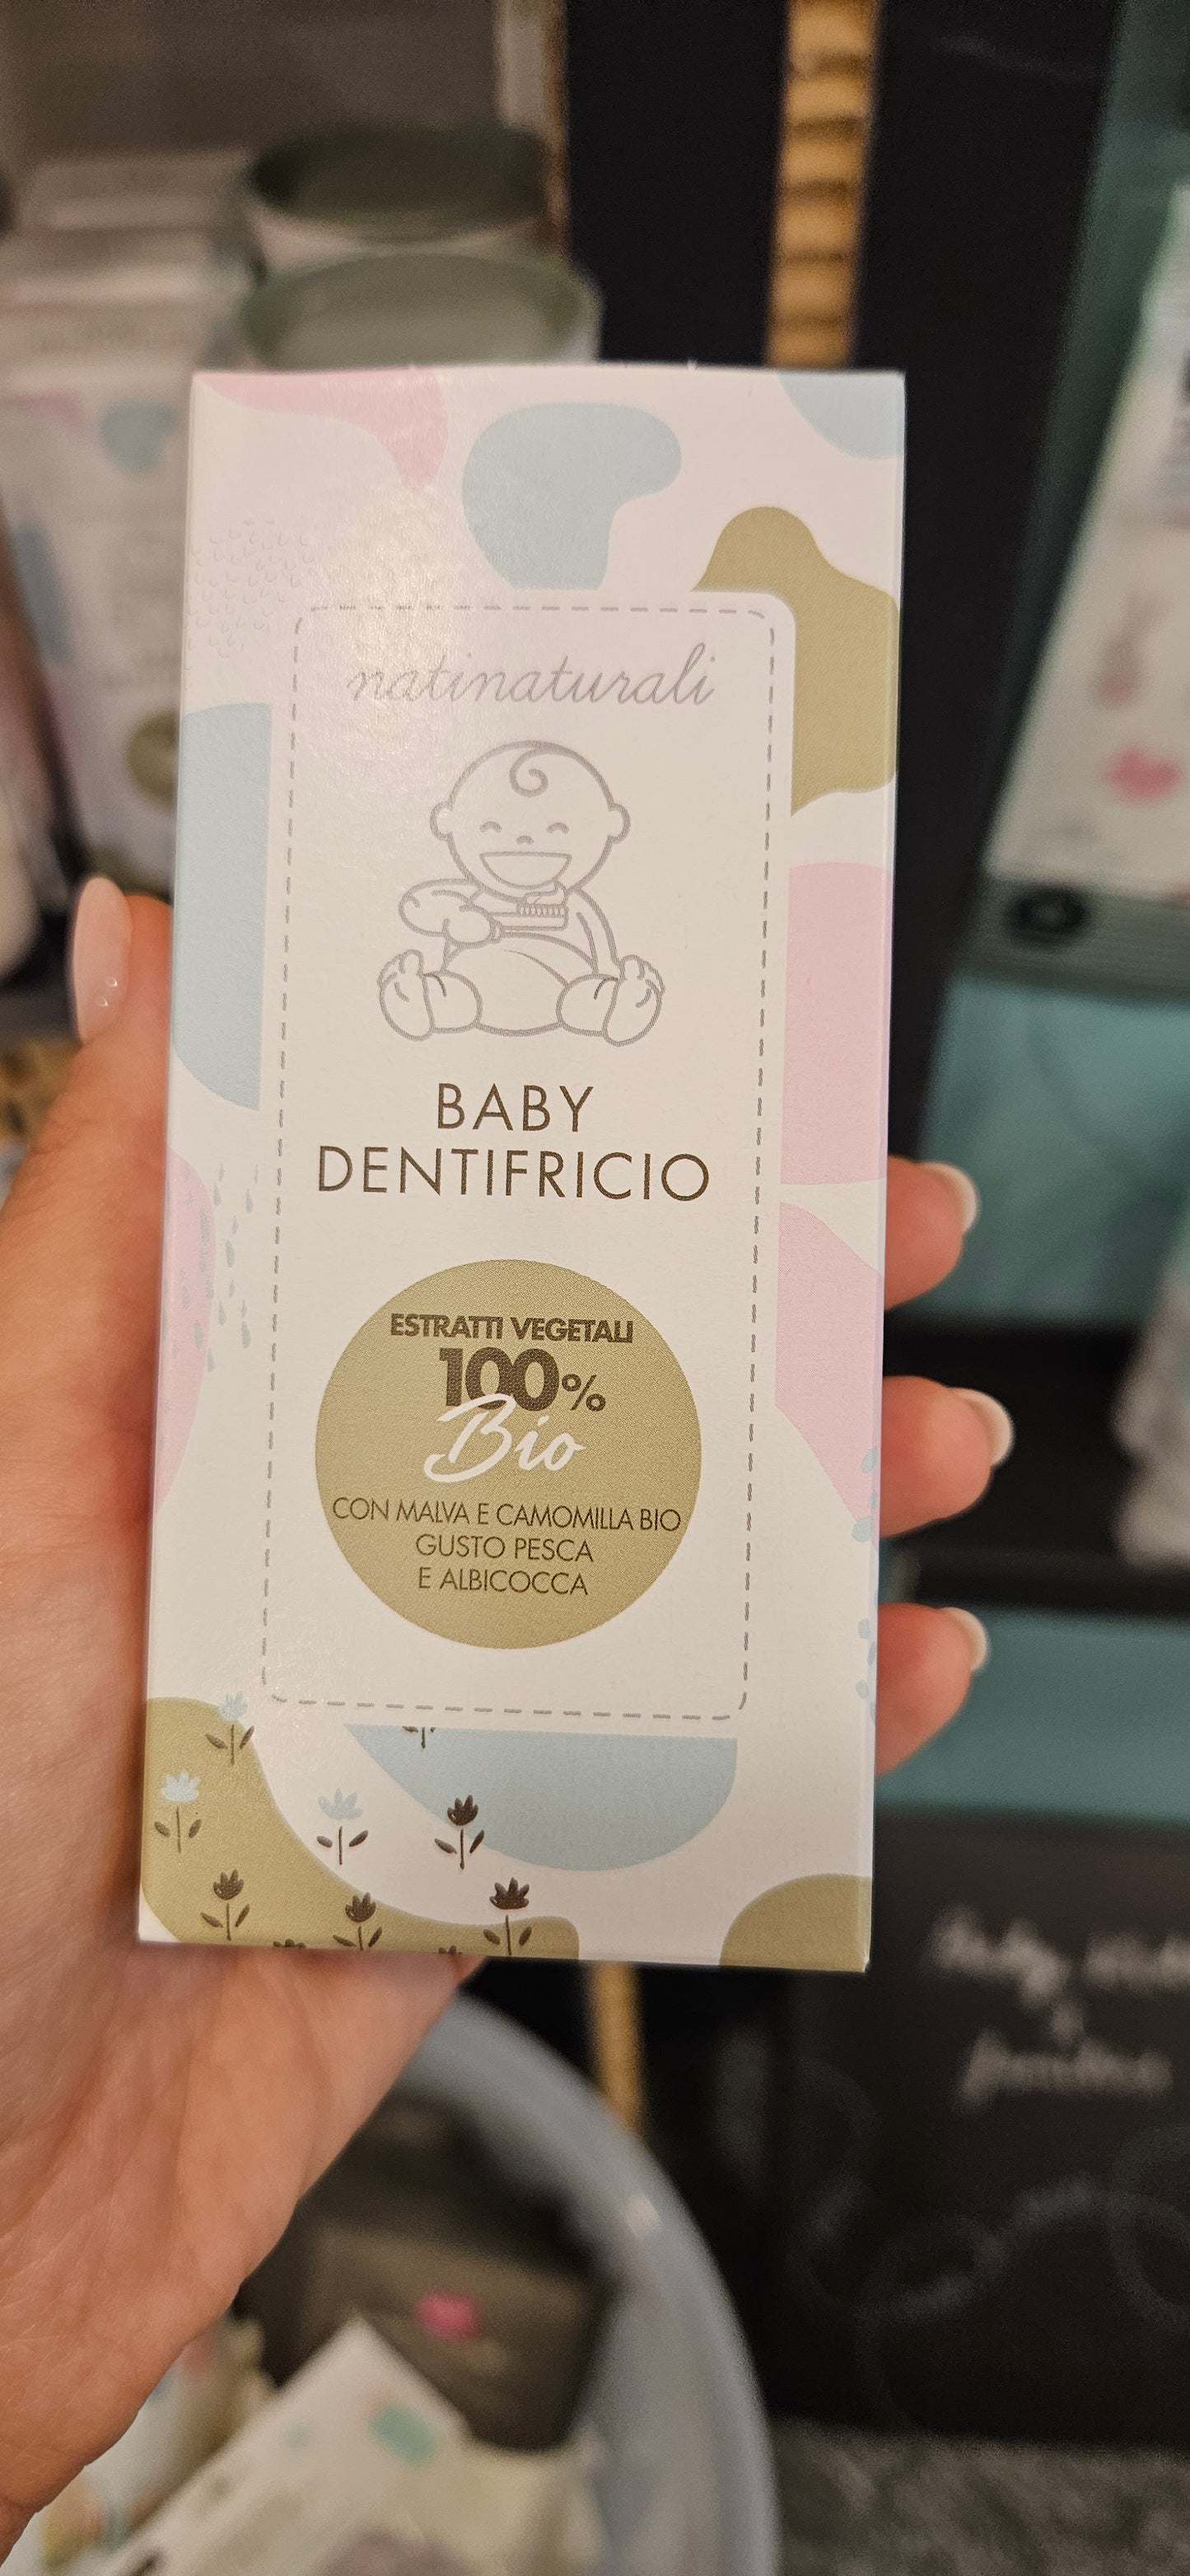 natinaturali
BABY
DENTIFRICIO
ESTRATTI VEGETALI
100%
Bio
CON MALVA E CAMOMILLA BIO
GUSTO PESCA
E ALBICOCCA